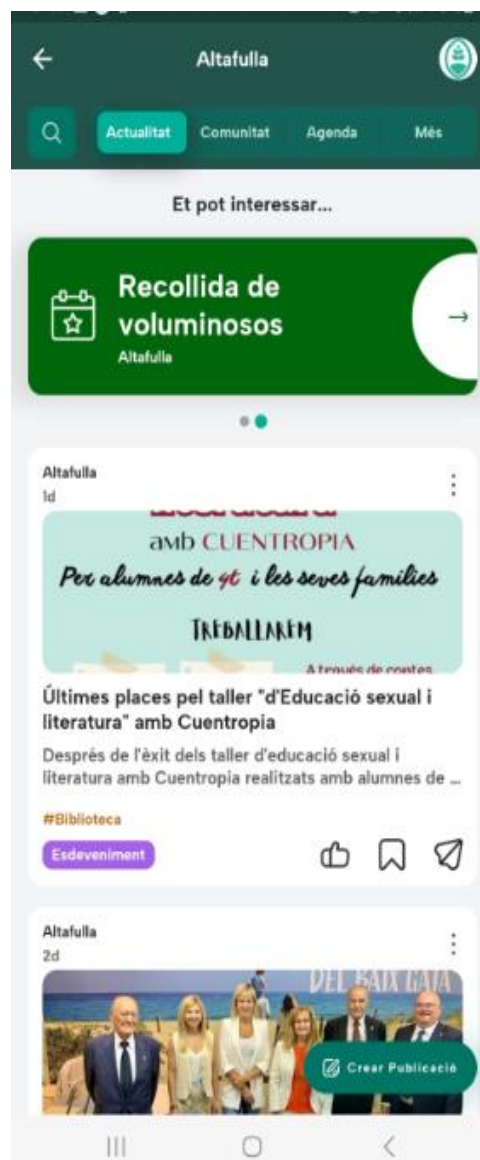 Altafulla
Actualitat
Comunitat
Agenda
Més
Et pot interessar...
Recollida de
voluminosos
Altafulla
Altafulla
1d
amb CUENTROPIA
Per alumnes de 4t i les seves famílies
TREBALLAREM
A través de contes
Últimes places pel taller "d'Educació sexual i
literatura" amb Cuentropia
Després de l'èxit dels taller d'educació sexual i
literatura amb Cuentropia realitzats amb alumnes de ...
#Biblioteca
Esdeveniment
Altafulla
2d
DEL BAIX GAIÀ
Crear Publicació